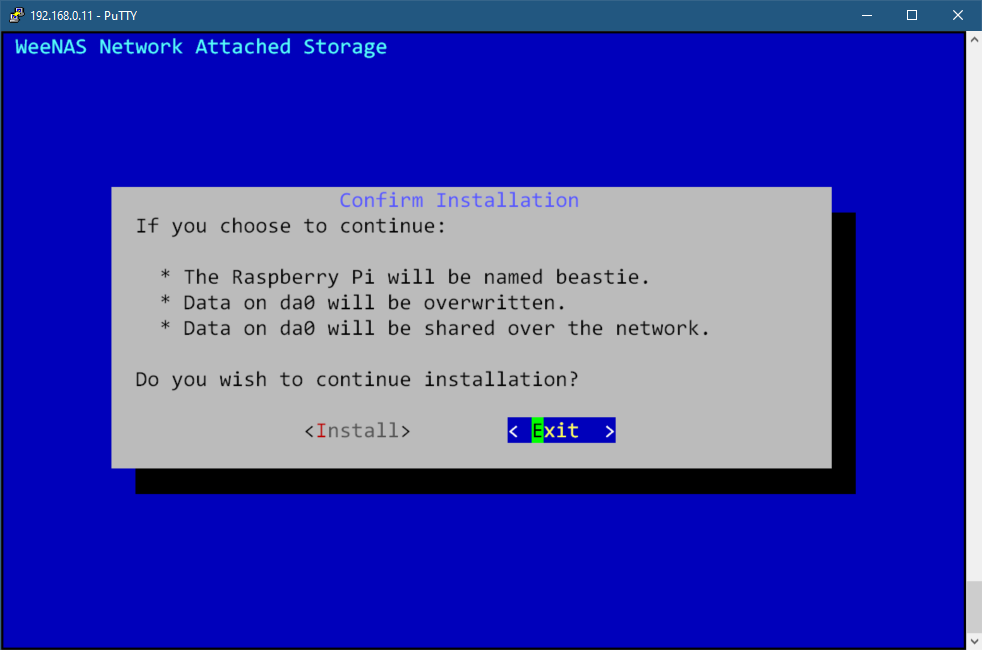 192.168.0.11 - PuTTY
WeeNAS Network Attached Storage
Confirm Installation
If you choose to continue:
* The Raspberry Pi will be named beastie.
* Data on da0 will be overwritten.
* Data on da0 will be shared over the network.
Do you wish to continue installation?
<Install> < Exit >